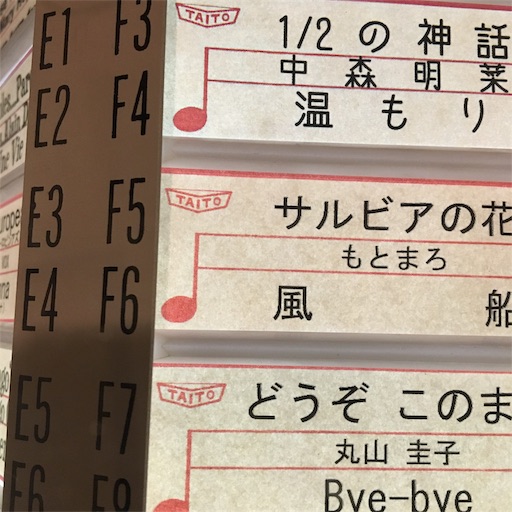 E1 F3
E2 F4
E3 F5
E4 F6
E5 F7
E6 F8
TAITO
1/2 の 神 話
中 森 明 菜
温 も り
TAITO
サルビアの花
もとまろ
風 船
TAITO
どうぞ このま
丸山 圭子
Bye-bye